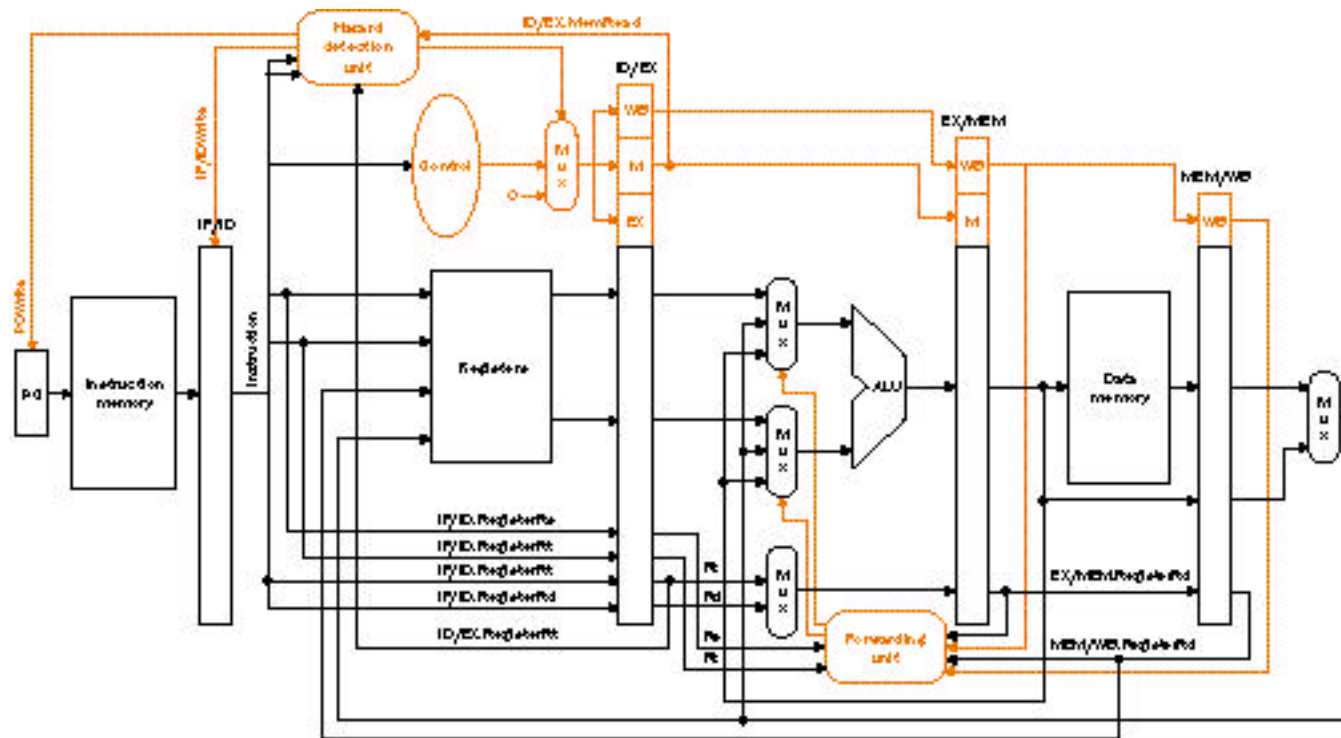 Hazard
detection
unit
ID/EX.MemRead
ID/EX
IF/IDWrite
WB
EX/MEM
Control
M
u
x
M
WB
MEM/WB
0
EX
M
WB
IF/ID
PCWrite
Instruction
PC
Instruction
memory
Registers
M
u
x
M
u
x
ALU
Data
memory
M
u
x
IF/ID.RegisterRs
IF/ID.RegisterRt
IF/ID.RegisterRt
IF/ID.RegisterRd
ID/EX.RegisterRt
Rt
Rd
M
u
x
Rs
Rt
Forwarding
unit
EX/MEM.RegisterRd
MEM/WB.RegisterRd